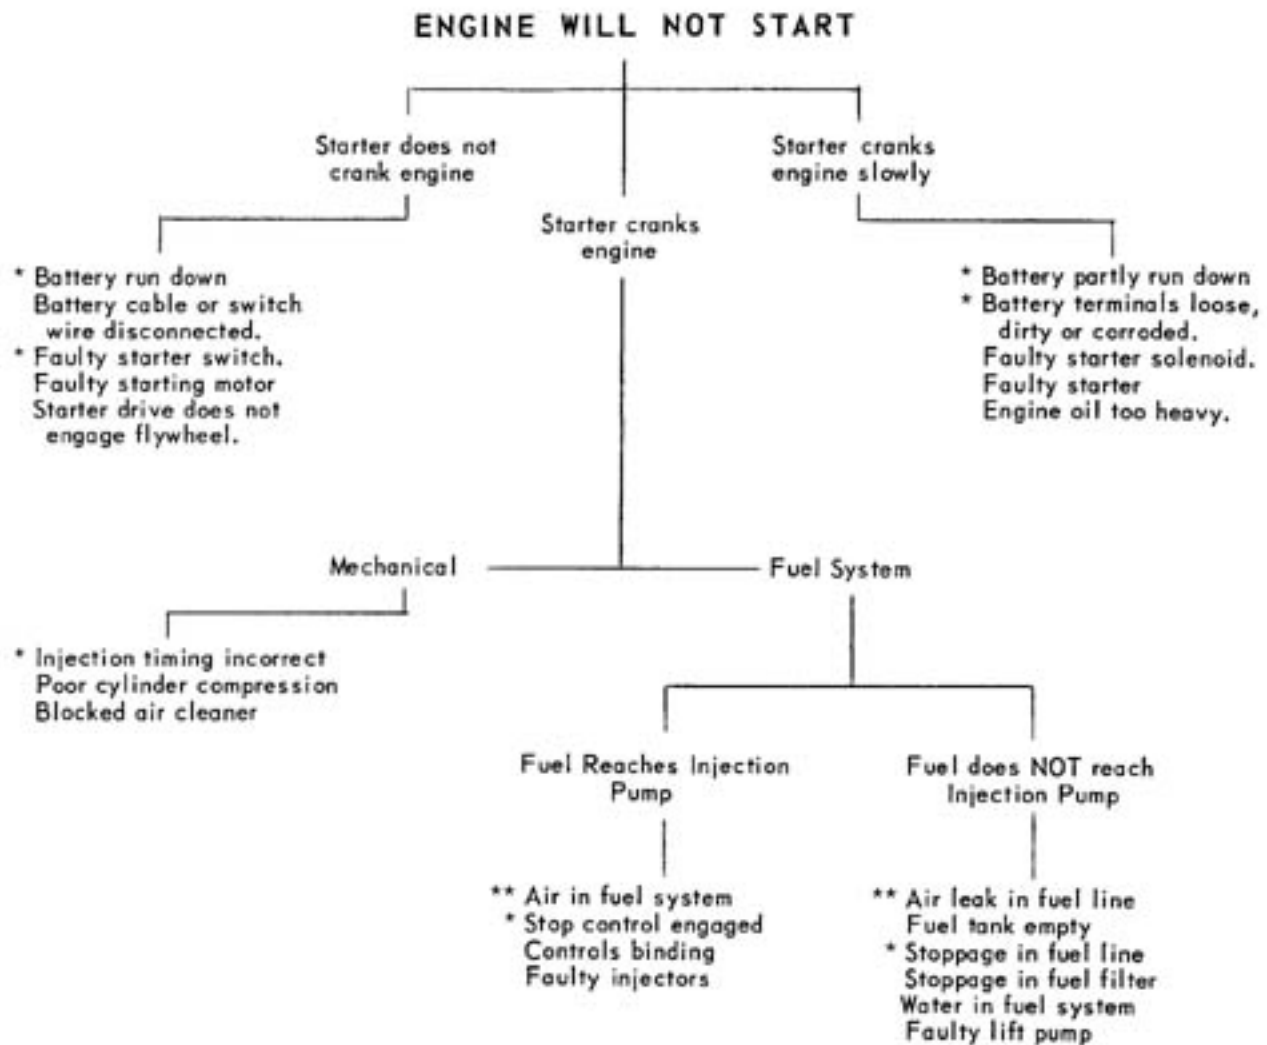 ENGINE WILL NOT START
Starter does not
crank engine
Starter cranks
engine
Starter cranks
engine slowly
* Battery run down
Battery cable or switch
wire disconnected.
* Faulty starter switch.
Faulty starting motor
Starter drive does not
engage flywheel.
* Battery partly run down
* Battery terminals loose,
dirty or corroded.
Faulty starter solenoid.
Faulty starter
Engine oil too heavy.
Mechanical
Fuel System
* Injection timing incorrect
Poor cylinder compression
Blocked air cleaner
Fuel Reaches Injection
Pump
Fuel does NOT reach
Injection Pump
** Air in fuel system
* Stop control engaged
Controls binding
Faulty injectors
** Air leak in fuel line
Fuel tank empty
* Stoppage in fuel line
Stoppage in fuel filter
Water in fuel system
Faulty lift pump